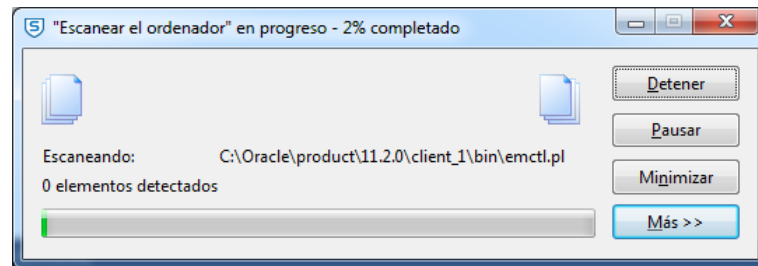 "Escanear el ordenador" en progreso - 2% completado
Detener
Pausar
Escaneando: C:\Oracle\product\11.2.0\client_1\bin\emctl.pl
0 elementos detectados
Minimizar
Más >>